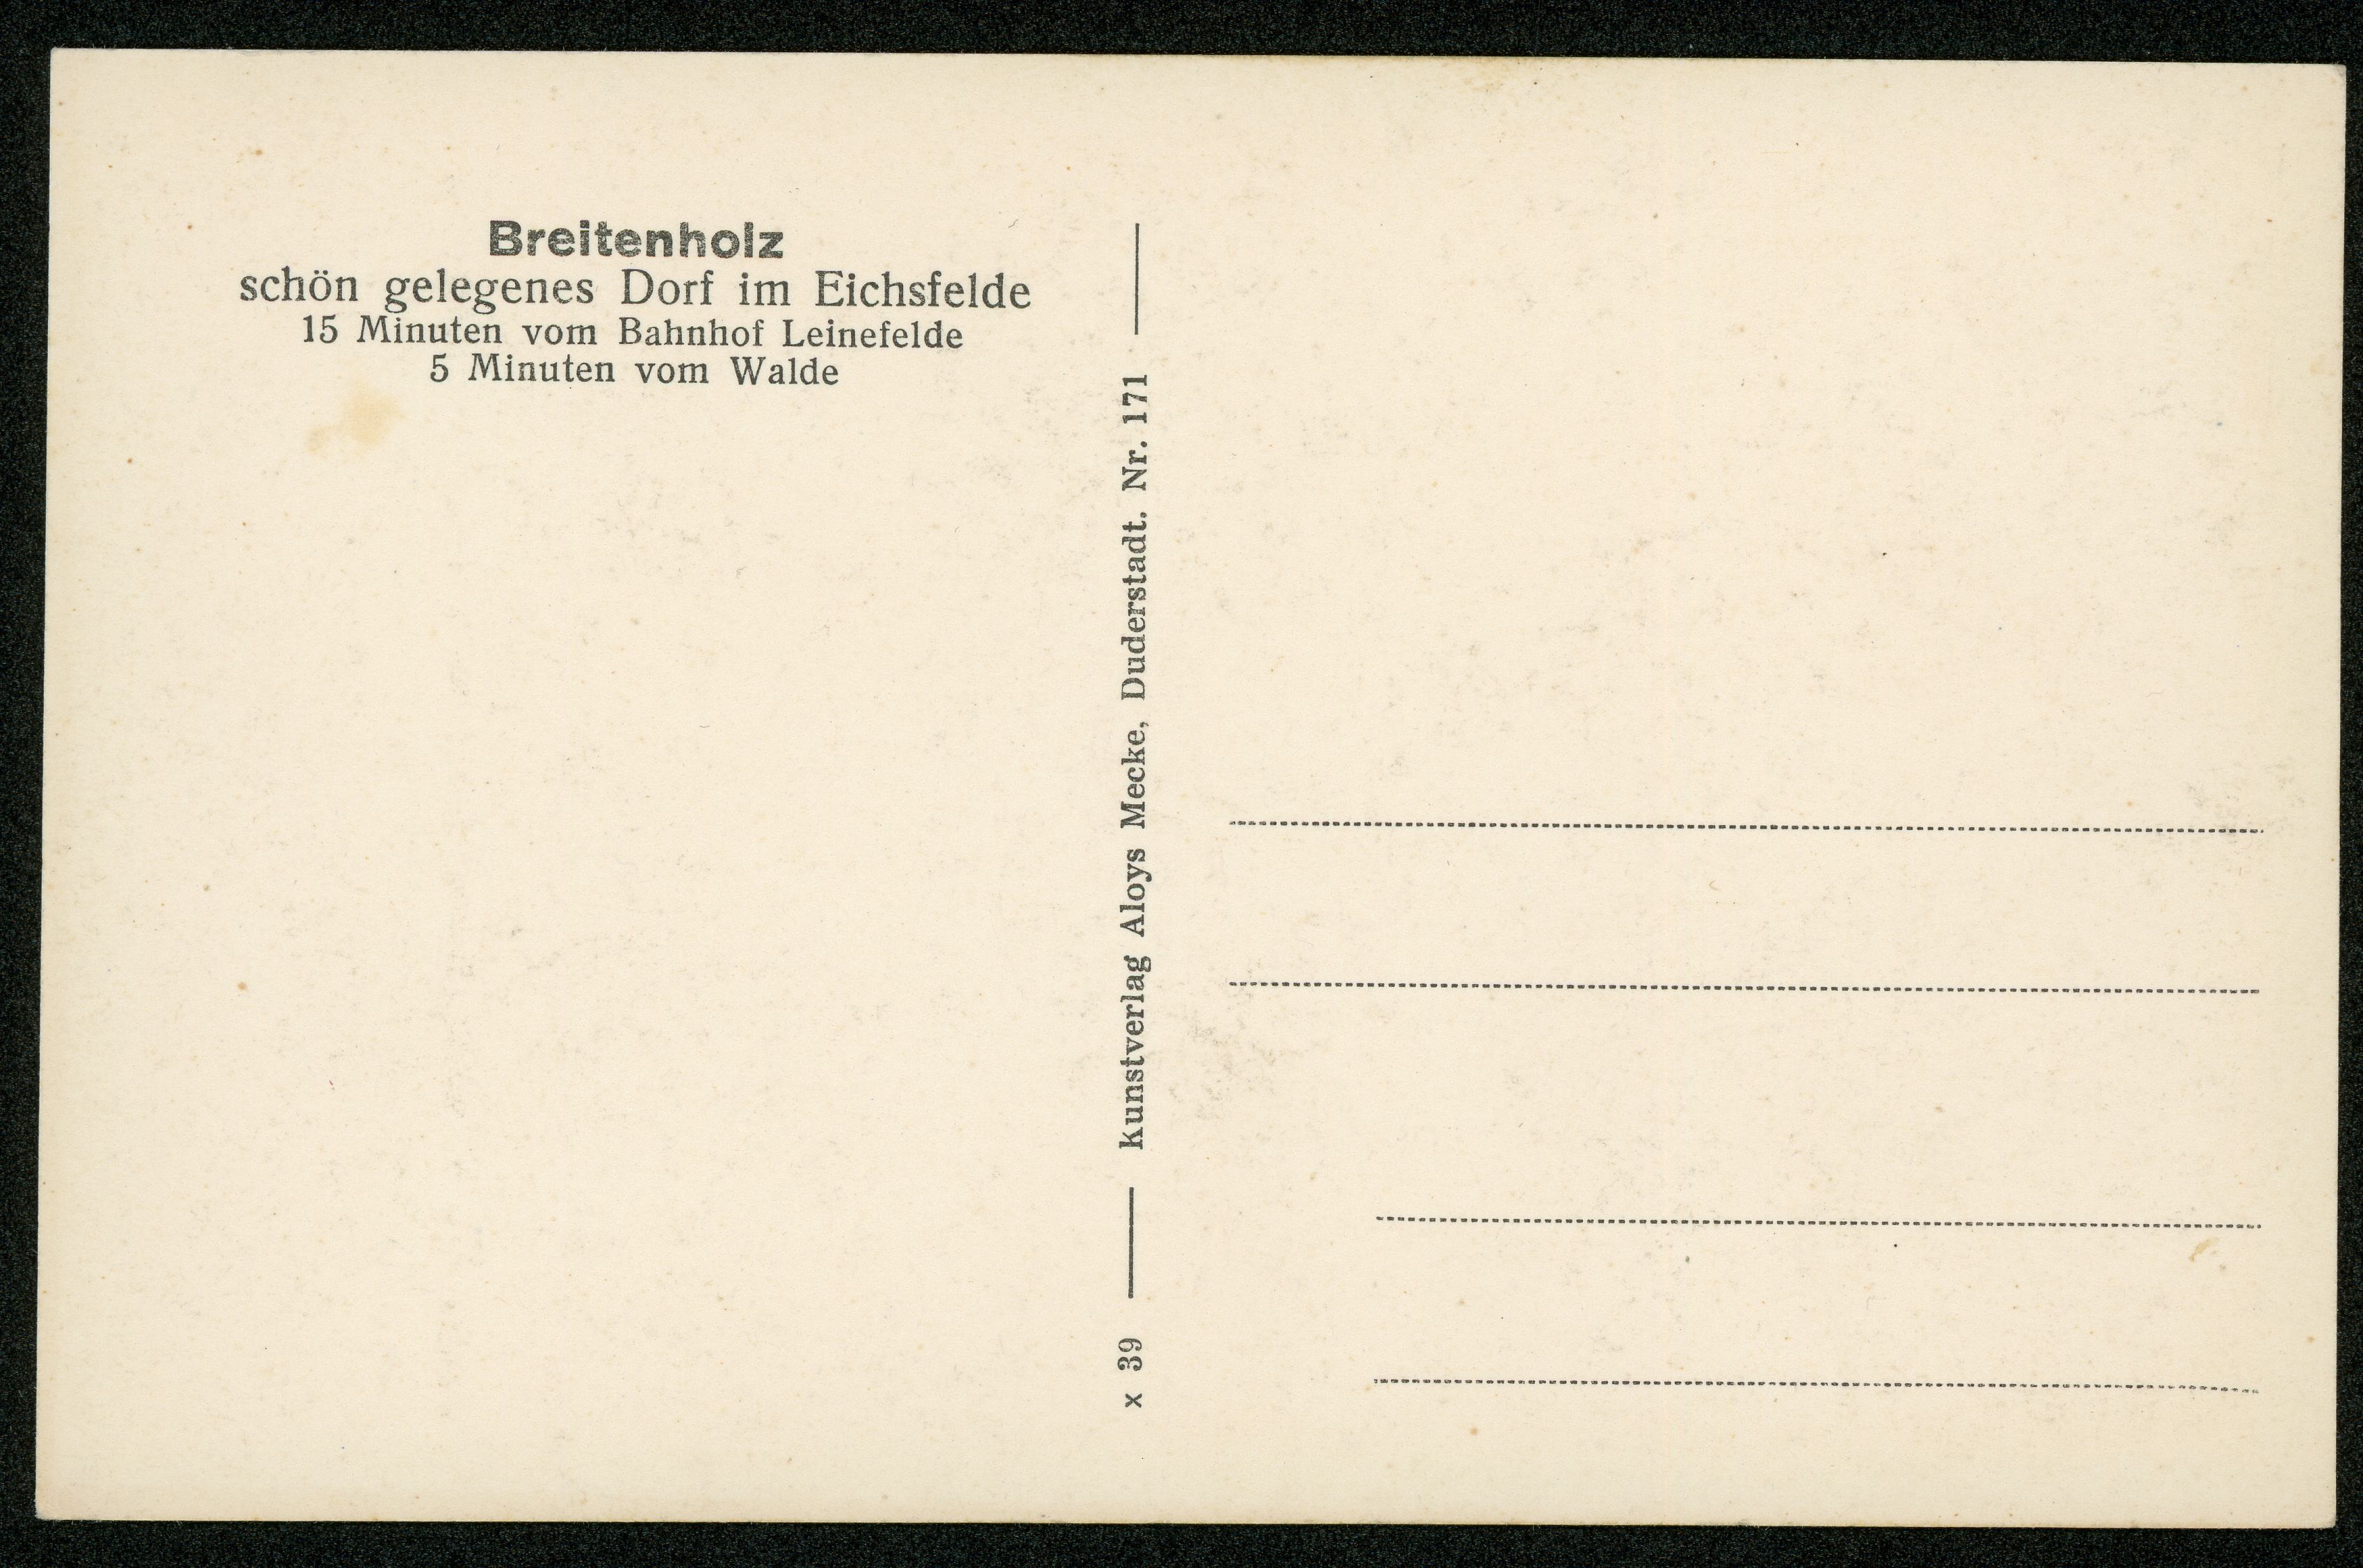 Breitenholz
schön gelegenes Dorf im Eichsfelde
15 Minuten vom Bahnhof Leinefelde
5 Minuten vom Walde
x 39 Kunstverlag Aloys Mecke, Duderstadt. Nr. 171